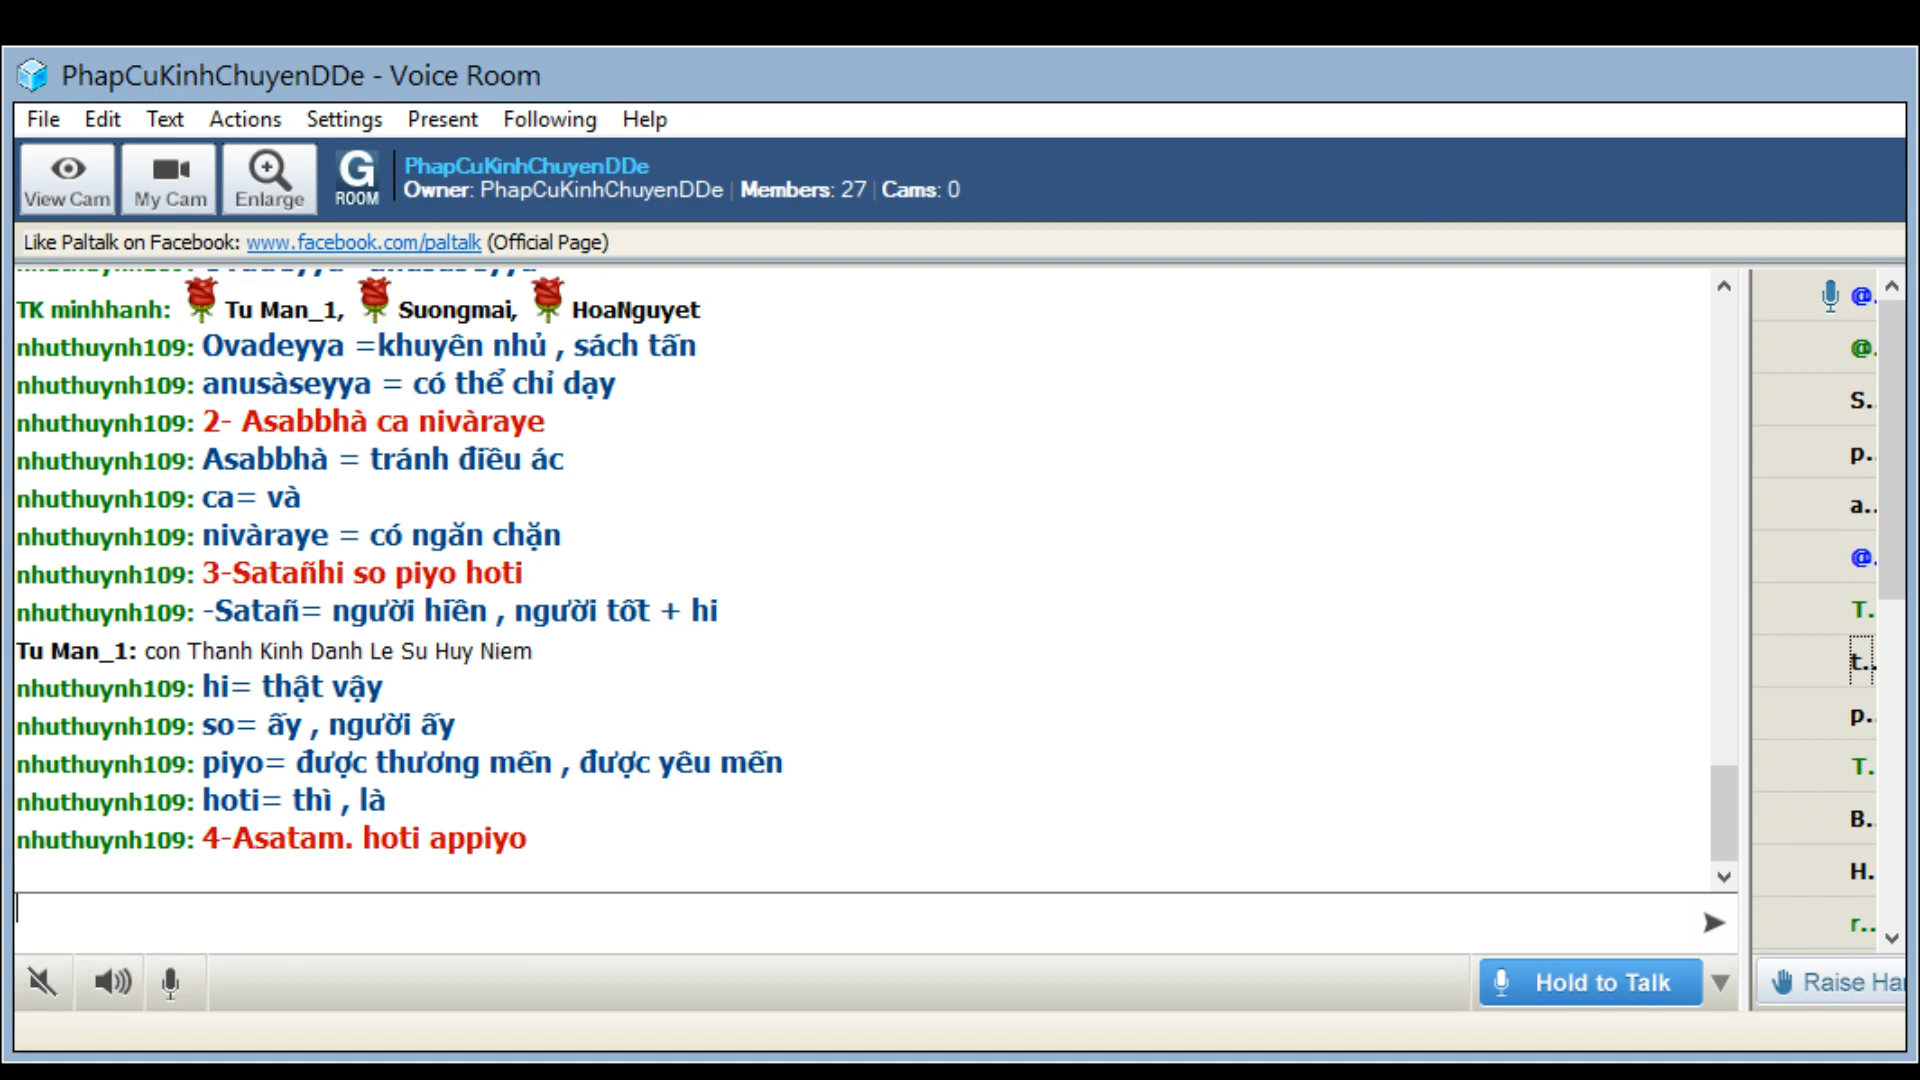 PhapCuKinhChuyenDDe - Voice Room
File Edit Text Actions Settings Present Following Help
View Cam My Cam Enlarge G ROOM
PhapCuKinhChuyenDDe
Owner: PhapCuKinhChuyenDDe | Members: 27 | Cams: 0
Like Paltalk on Facebook: www.facebook.com/paltalk (Official Page)
TK minhhanh: Tu Man_1, Suongmai, HoaNguyet
nhuthuynh109: Ovadeyya =khuyên nhủ , sách tấn
nhuthuynh109: anusàseyya = có thể chỉ dạy
nhuthuynh109: 2- Asabbhà ca nivàraye
nhuthuynh109: Asabbhà = tránh điều ác
nhuthuynh109: ca= và
nhuthuynh109: nivàraye = có ngăn chặn
nhuthuynh109: 3-Satañhi so piyo hoti
nhuthuynh109: -Satañ= người hiền , người tốt + hi
Tu Man_1: con Thanh Kinh Danh Le Su Huy Niem
nhuthuynh109: hi= thật vậy
nhuthuynh109: so= ấy , người ấy
nhuthuynh109: piyo= được thương mến , được yêu mến
nhuthuynh109: hoti= thì , là
nhuthuynh109: 4-Asatam. hoti appiyo
@.
@.
S..
p..
a..
@.
T.
t..
p..
T.
B..
H.
r..
Hold to Talk
Raise Ha